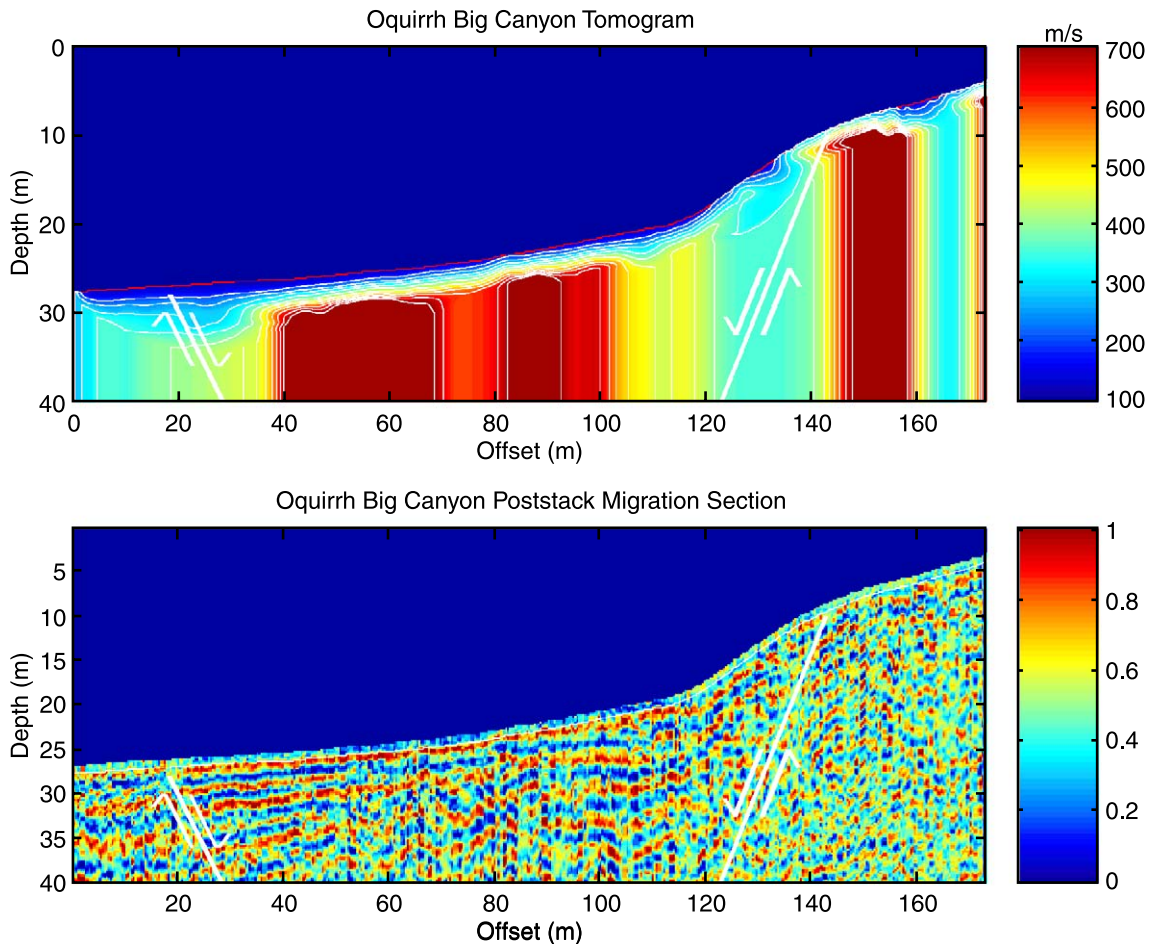 Oquirrh Big Canyon Tomogram
m/s
0
10
20
30
40
Depth (m)
0 20 40 60 80 100 120 140 160
Offset (m)
700
600
500
400
300
200
100
Oquirrh Big Canyon Poststack Migration Section
5
10
15
20
25
30
35
40
Depth (m)
20 40 60 80 100 120 140 160
Offset (m)
1
0.8
0.6
0.4
0.2
0